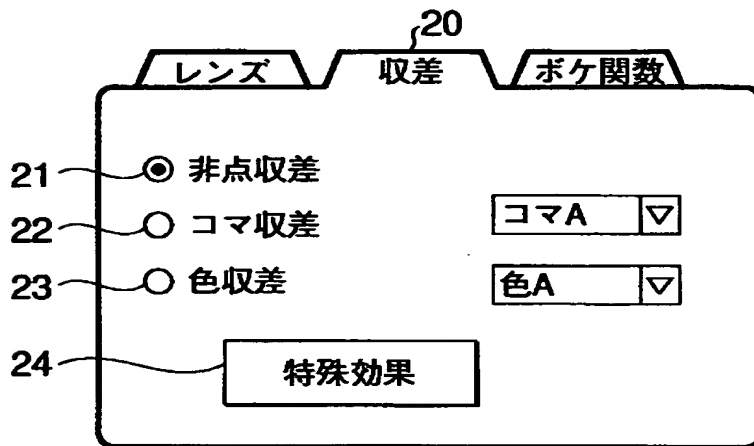 20
レンズ 収差 ボケ関数
21 非点収差
22 コマ収差 コマA
23 色収差 色A
24 特殊効果